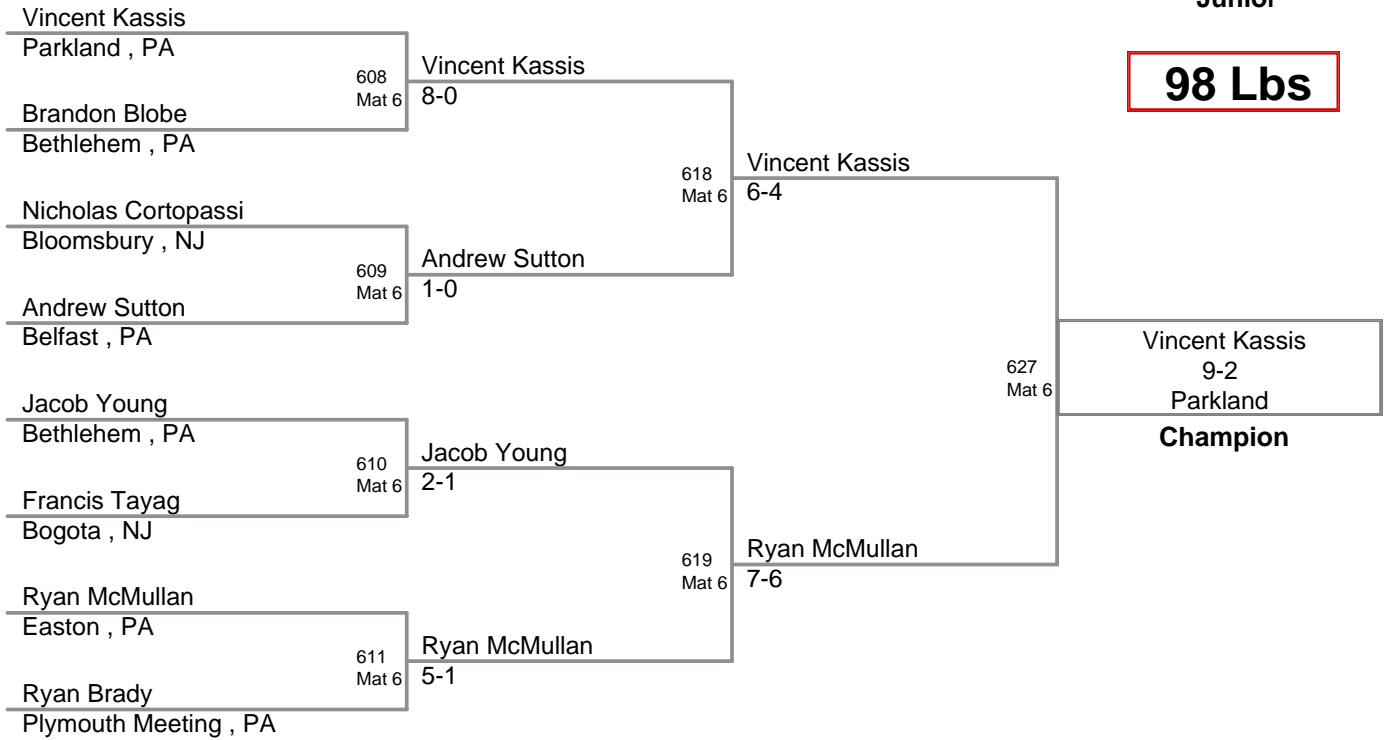 Junior
98 Lbs
Vincent Kassis
Parkland , PA
608
Mat 6
Brandon Blobe
Bethlehem , PA
Vincent Kassis
8-0
Nicholas Cortopassi
Bloomsbury , NJ
609
Mat 6
Andrew Sutton
Belfast , PA
Andrew Sutton
1-0
618
Mat 6
Vincent Kassis
6-4
Jacob Young
Bethlehem , PA
610
Mat 6
Francis Tayag
Bogota , NJ
Jacob Young
2-1
Ryan McMullan
Easton , PA
611
Mat 6
Ryan Brady
Plymouth Meeting , PA
Ryan McMullan
5-1
619
Mat 6
Ryan McMullan
7-6
627
Mat 6
Vincent Kassis
9-2
Parkland
Champion